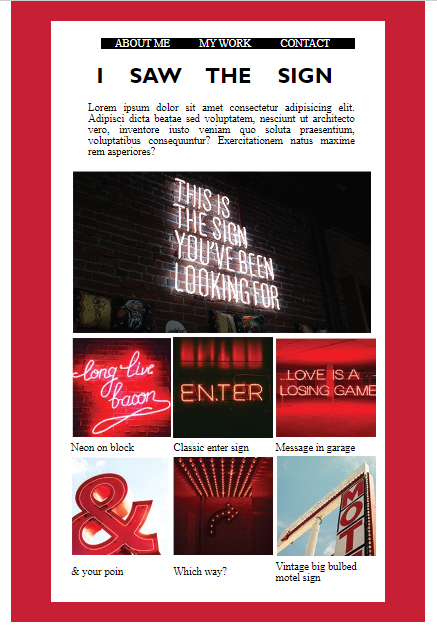 ABOUT ME MY WORK CONTACT
I SAW THE SIGN
Lorem ipsum dolor sit amet consectetur adipisicing elit.
Adipisci dicta beatae sed voluptatem, nesciunt ut architecto
vero, inventore iusto veniam quo soluta praesentium,
voluptatibus consequuntur? Exercitationem natus maxime
rem asperiores?
THIS IS
THE SIGN
YOU'VE BEEN
LOOKING FOR
long live
bacon
EN.TER
LOVE IS A
LOSING GAME
Neon on block
Classic enter sign
Message in garage
&
MOT
& your poin
Which way?
Vintage big bulbed
motel sign